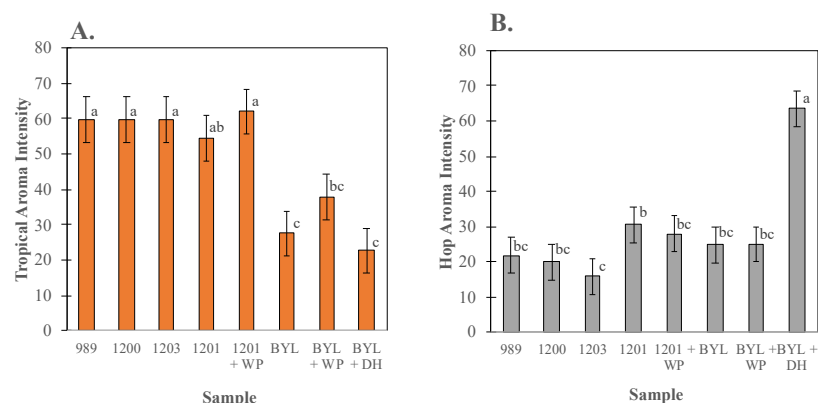 A.
80
70
60
50
40
30
20
10
0
Tropical Aroma Intensity
a
a
a
ab
a
c
bc
c
989 1200 1203 1201 1201 BYL BYL BYL
+ WP + WP + DH
Sample
B.
80
70
60
50
40
30
20
10
0
Hop Aroma Intensity
bc
bc
c
b
bc
bc
bc
a
989 1200 1203 1201 1201 + BYL BYL + BYL +
WP WP DH
Sample